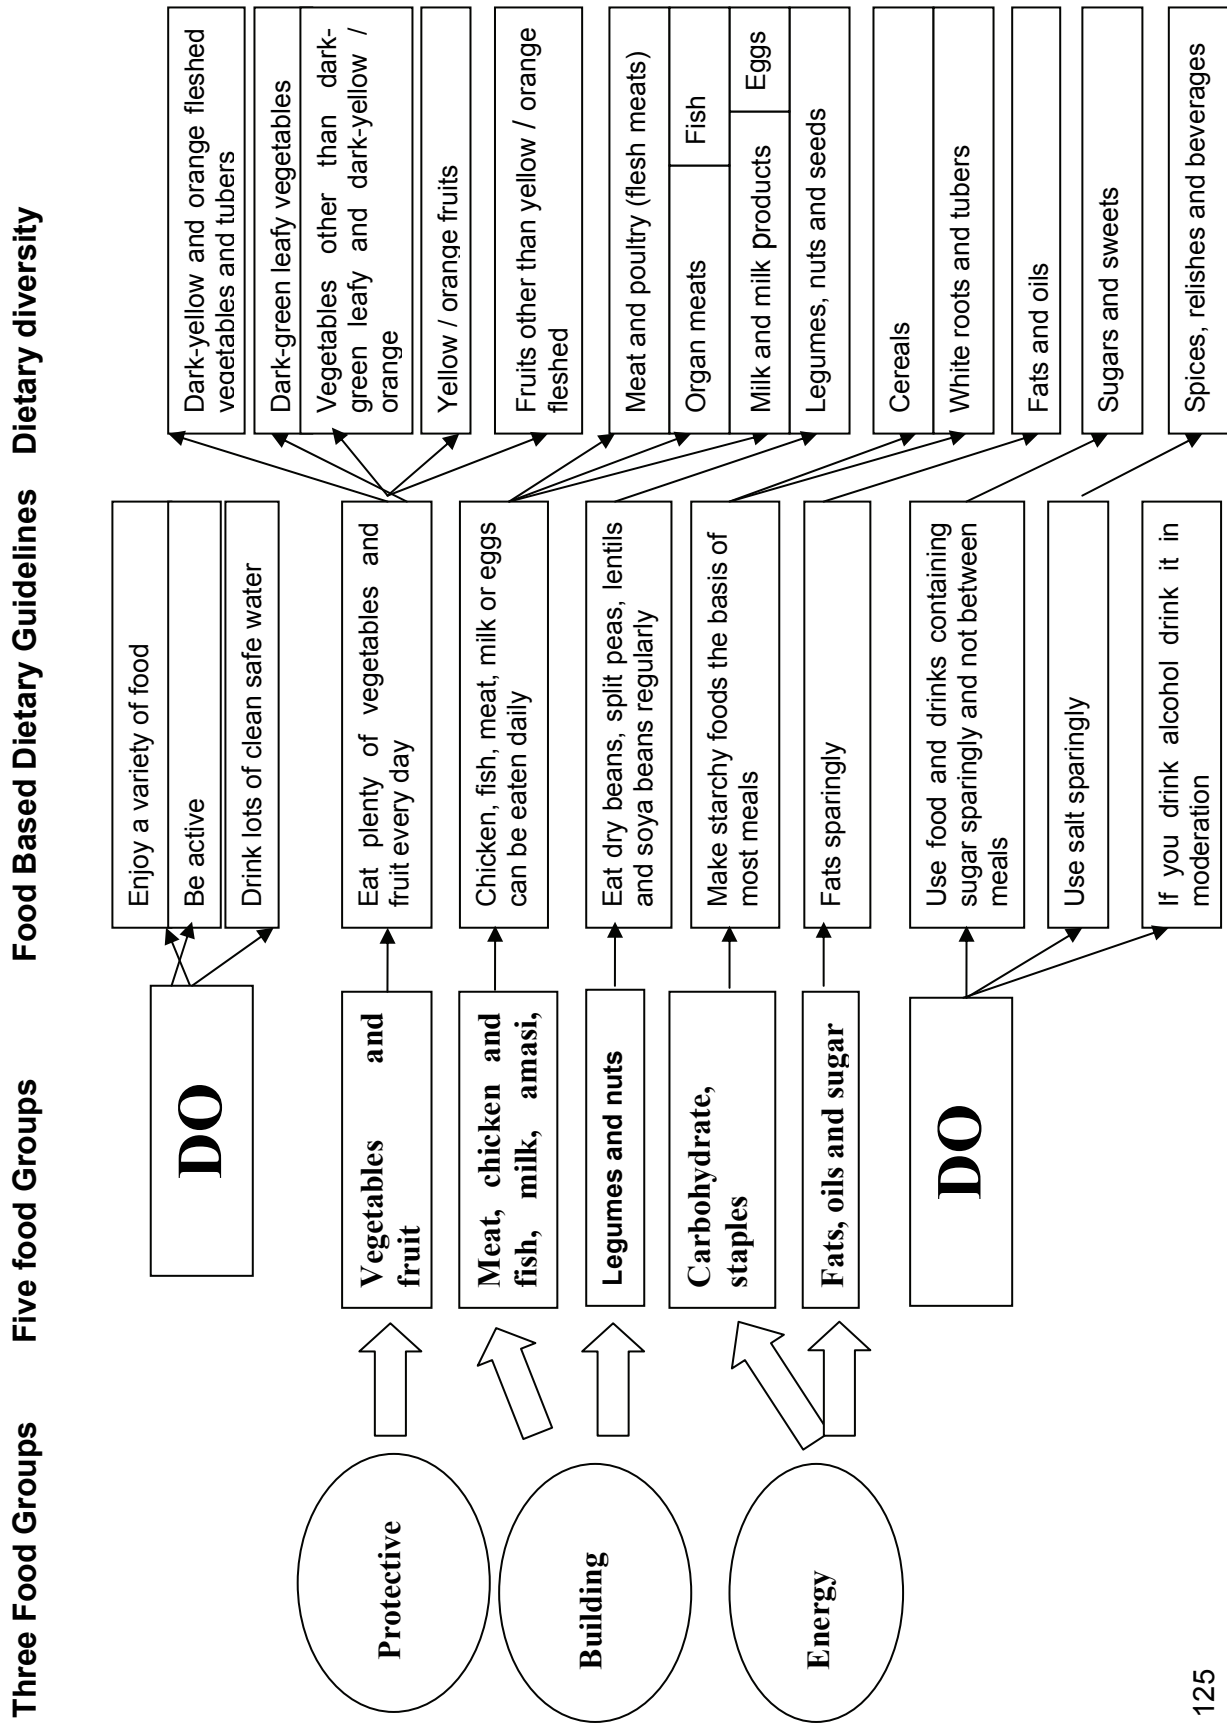 Three Food Groups
Five food Groups
Food Based Dietary Guidelines
Dietary diversity
Protective
Building
Energy
DO
Vegetables and
fruit
Meat, chicken and
fish, milk, amasi,
Legumes and nuts
Carbohydrate,
staples
Fats, oils and sugar
DO
Enjoy a variety of food
Be active
Drink lots of clean safe water
Eat plenty of vegetables and
fruit every day
Chicken, fish, meat, milk or eggs
can be eaten daily
Eat dry beans, split peas, lentils
and soya beans regularly
Make starchy foods the basis of
most meals
Fats sparingly
Use food and drinks containing
sugar sparingly and not between
meals
Use salt sparingly
If you drink alcohol drink it in
moderation
Dark-yellow and orange fleshed
vegetables and tubers
Dark-green leafy vegetables
Vegetables other than dark-
green leafy and dark-yellow /
orange
Yellow / orange fruits
Fruits other than yellow / orange
fleshed
Meat and poultry (flesh meats)
Organ meats
Fish
Milk and milk products
Eggs
Legumes, nuts and seeds
Cereals
White roots and tubers
Fats and oils
Sugars and sweets
Spices, relishes and beverages
125